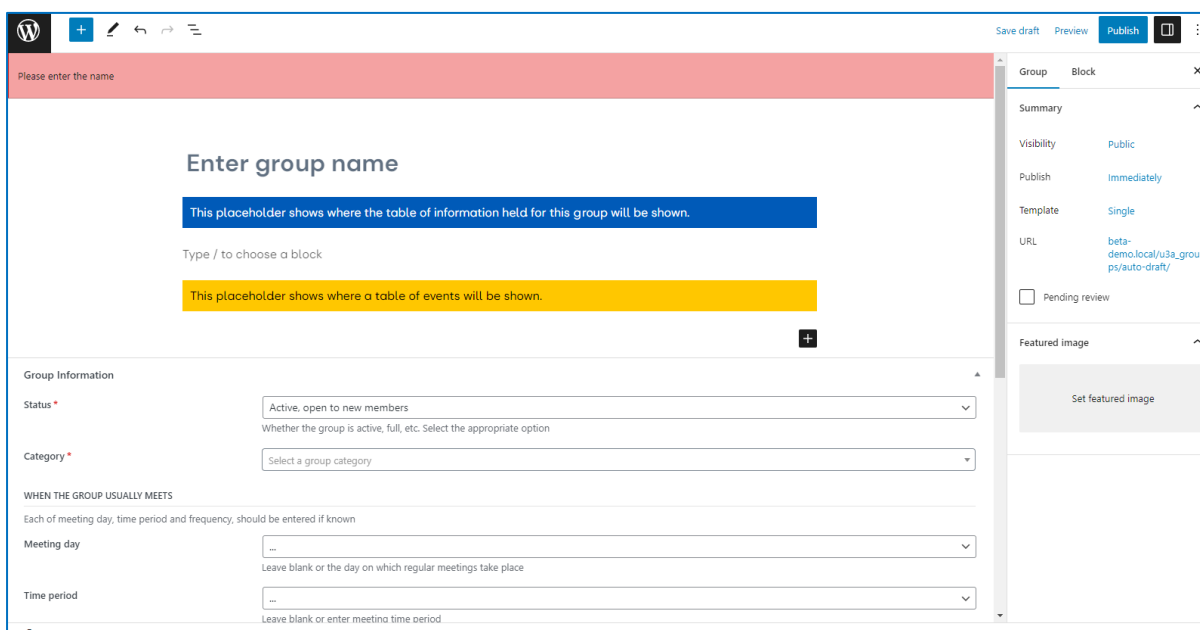 Save draft Preview Publish
Please enter the name
Group Block
Summary
Visibility Public
Publish Immediately
Template Single
URL beta-
demo.local/u3a_grou
ps/auto-draft/
Pending review
Featured image
Set featured image
Enter group name
This placeholder shows where the table of information held for this group will be shown.
Type / to choose a block
This placeholder shows where a table of events will be shown.
Group Information
Status * Active, open to new members
Whether the group is active, full, etc. Select the appropriate option
Category * Select a group category
WHEN THE GROUP USUALLY MEETS
Each of meeting day, time period and frequency, should be entered if known
Meeting day ...
Leave blank or the day on which regular meetings take place
Time period ...
Leave blank or enter meeting time period